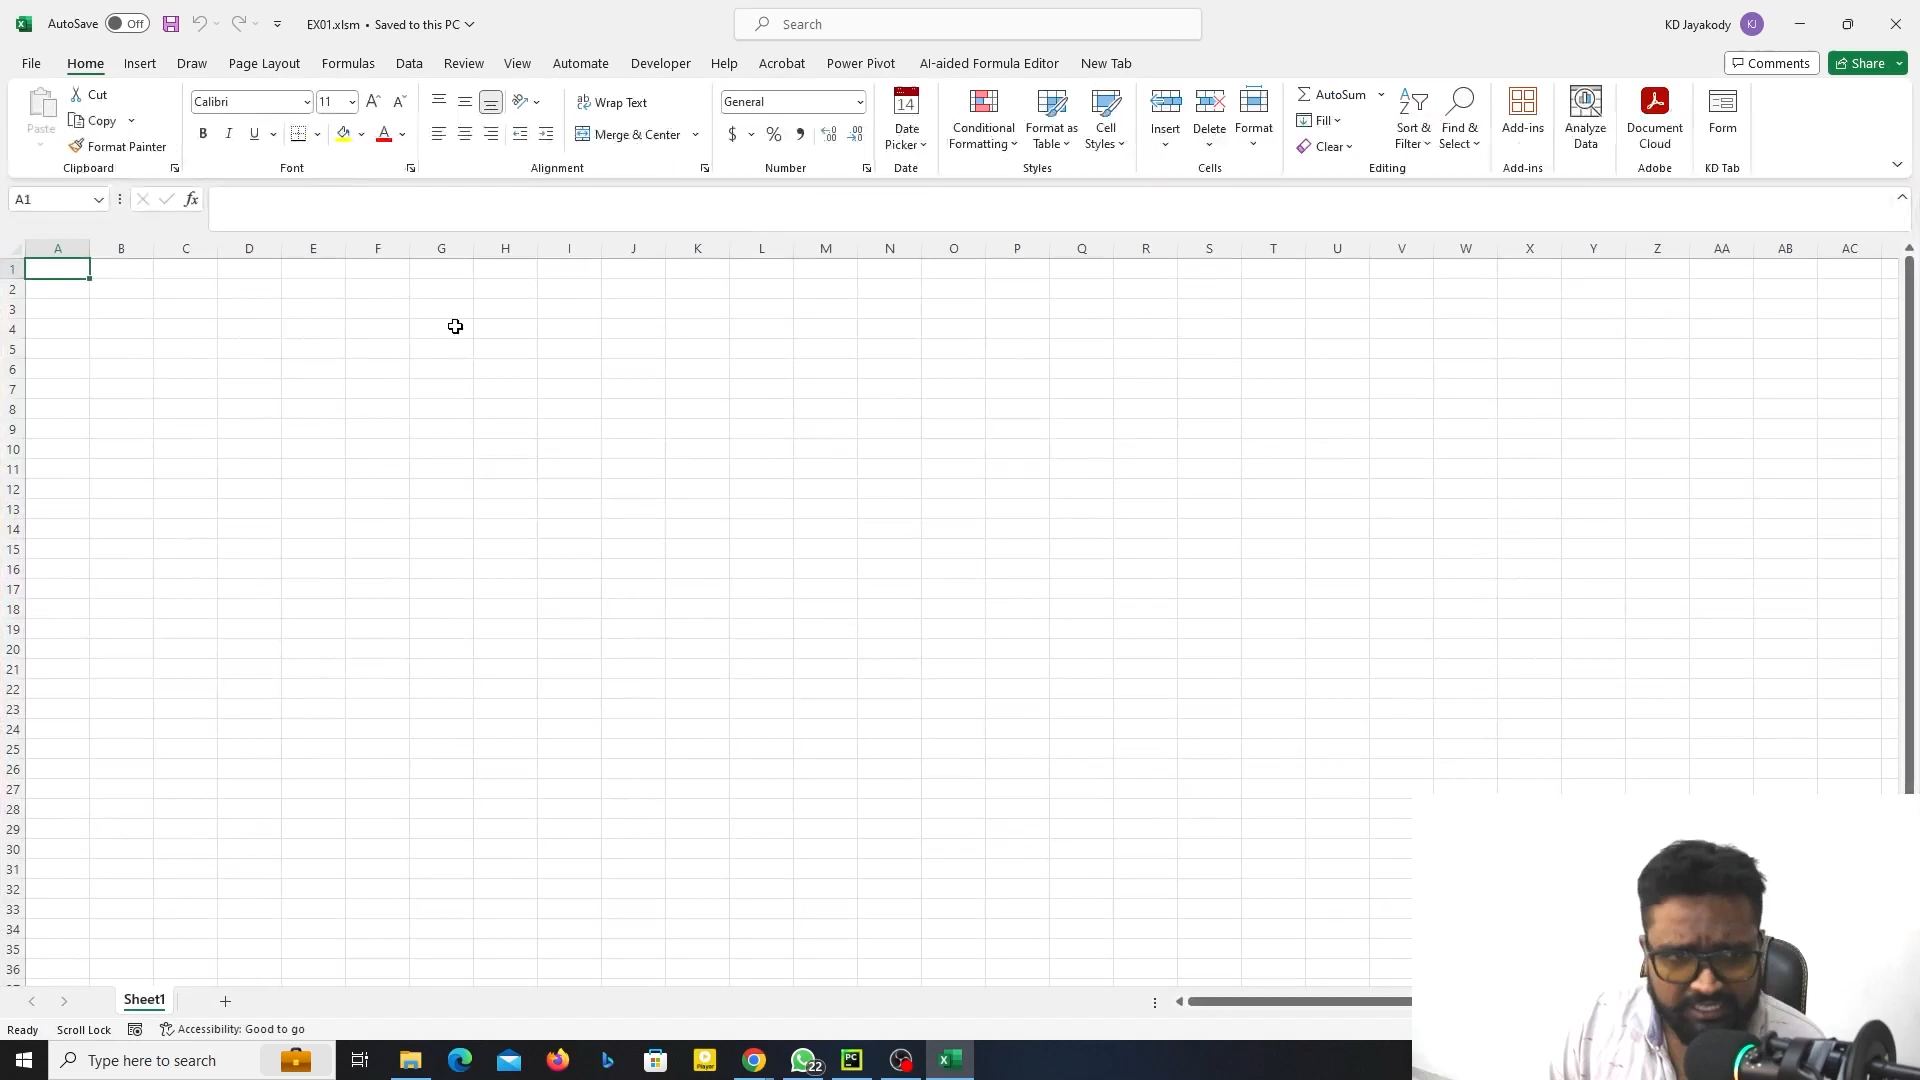 AutoSave Off EX01.xlsm • Saved to this PC Search KD Jayakody KJ
File Home Insert Draw Page Layout Formulas Data Review View Automate Developer Help Acrobat Power Pivot AI-aided Formula Editor New Tab Comments Share
Paste Cut Copy Format Painter Clipboard
Calibri 11 B I U A Font
ab Wrap Text Merge & Center Alignment
General $ % , Number
14 Date Picker Date
Conditional Formatting Format as Table Cell Styles Styles
Insert Delete Format Cells
AutoSum Fill Clear Sort & Filter Find & Select Editing
Add-ins Add-ins
Analyze Data
Document Cloud Adobe
Form KD Tab
A1 fx
A B C D E F G H I J K L M N O P Q R S T U V W X Y Z AA AB AC
1
2
3
4
5
6
7
8
9
10
11
12
13
14
15
16
17
18
19
20
21
22
23
24
25
26
27
28
29
30
31
32
33
34
35
36
Sheet1
Ready Scroll Lock Accessibility: Good to go
Type here to search Player 22 PC